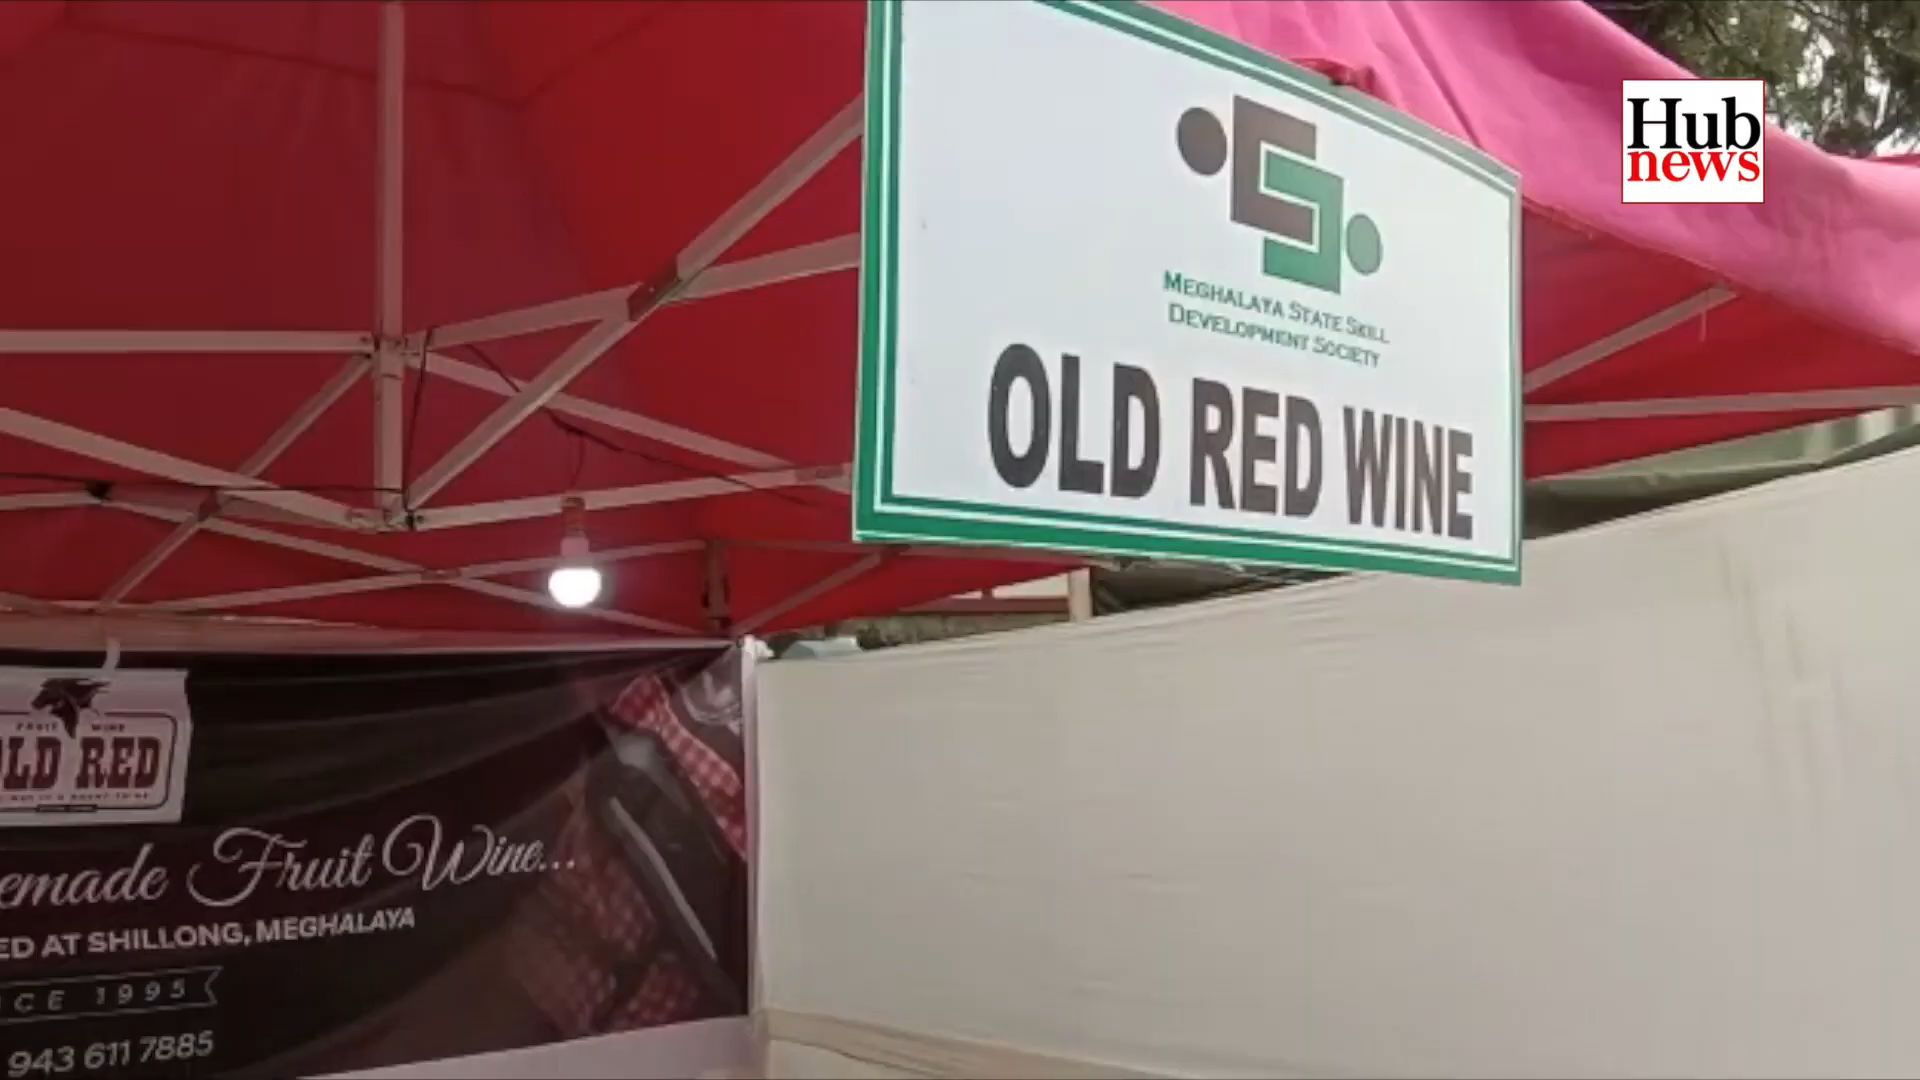 Hub
news
MEGHALAYA STATE SKILL
DEVELOPMENT SOCIETY
OLD RED WINE
FRUIT WINE
OLD RED
emade Fruit Wine...
ED AT SHILLONG, MEGHALAYA
CE 1995
943 611 7885